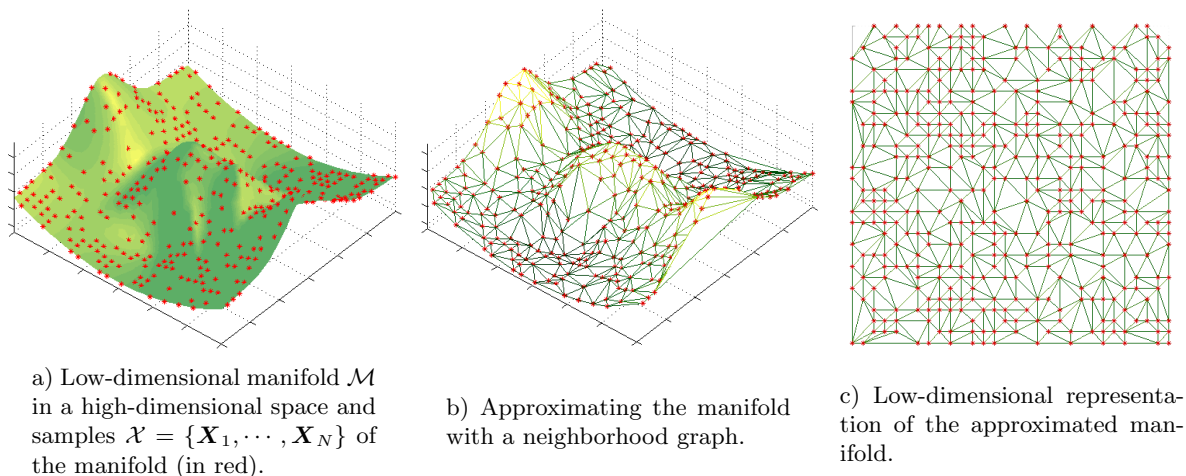 a) Low-dimensional manifold ℳ
in a high-dimensional space and
samples 𝒳 = {𝑿₁, ⋯ , 𝑿_N} of
the manifold (in red).
b) Approximating the manifold
with a neighborhood graph.
c) Low-dimensional representa-
tion of the approximated man-
ifold.